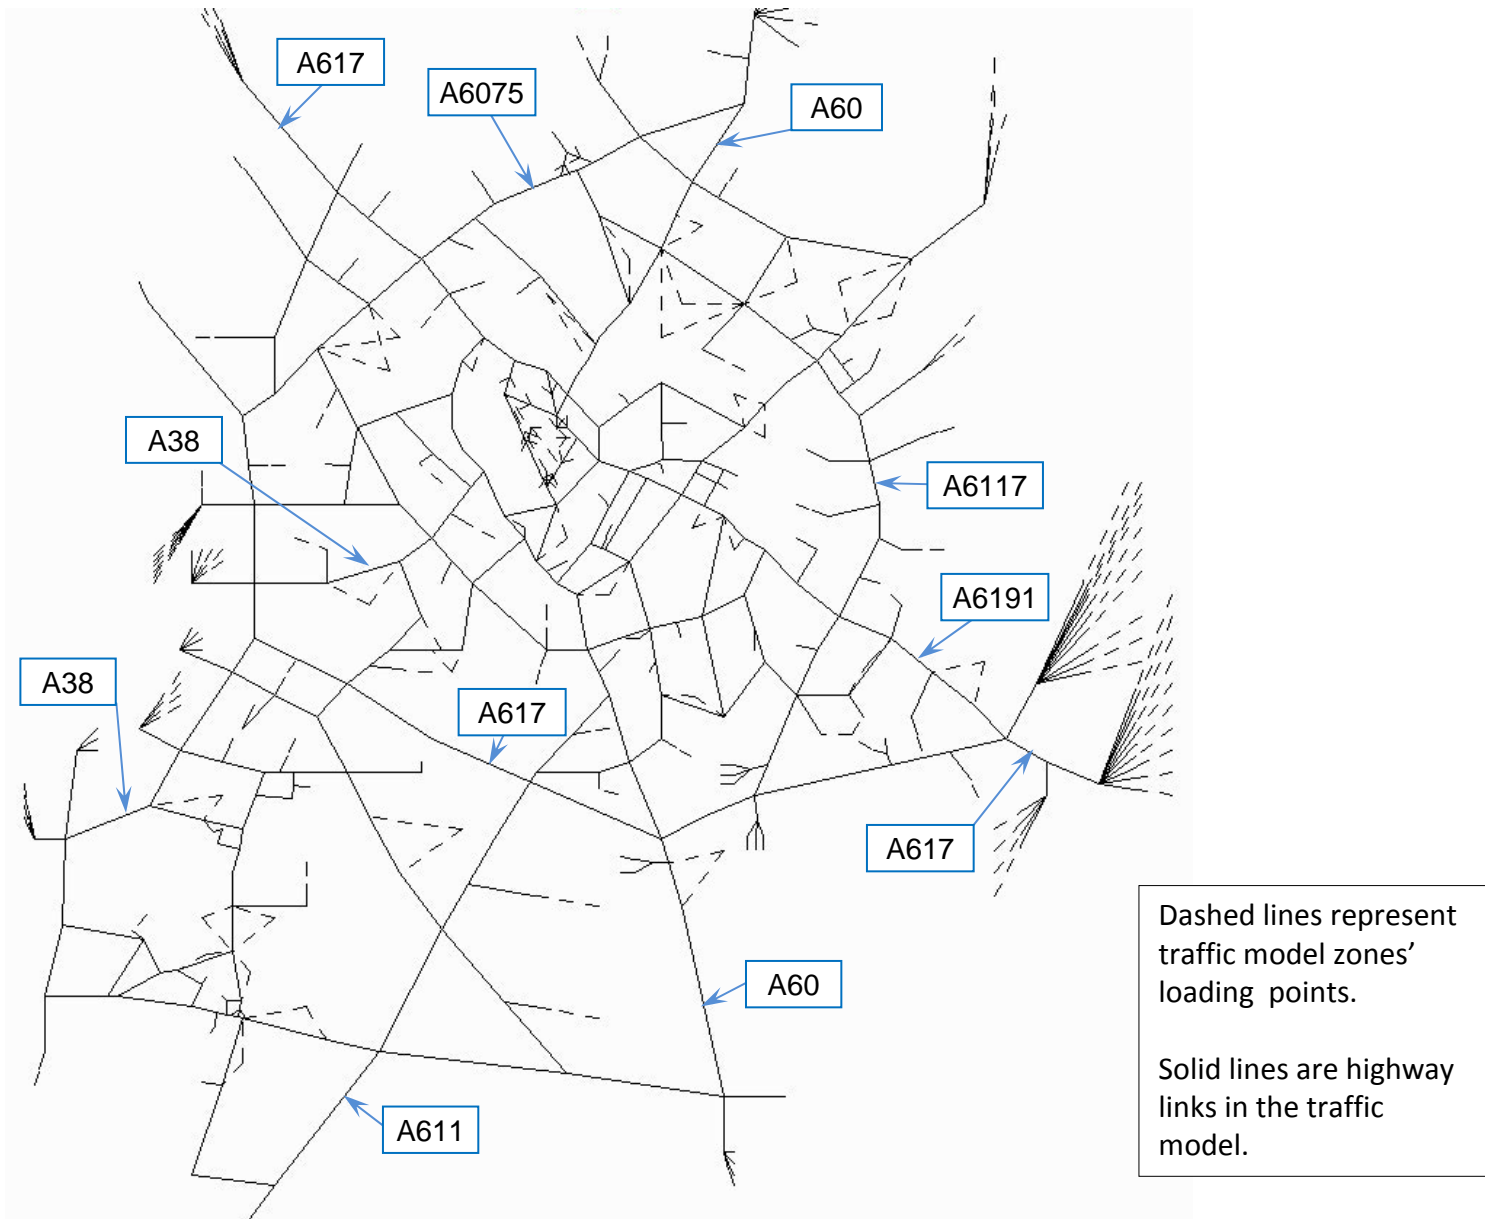 A617
A6075
A60
A38
A6117
A6191
A38
A617
A617
A60
A611
Dashed lines represent
traffic model zones’
loading points.
Solid lines are highway
links in the traffic
model.